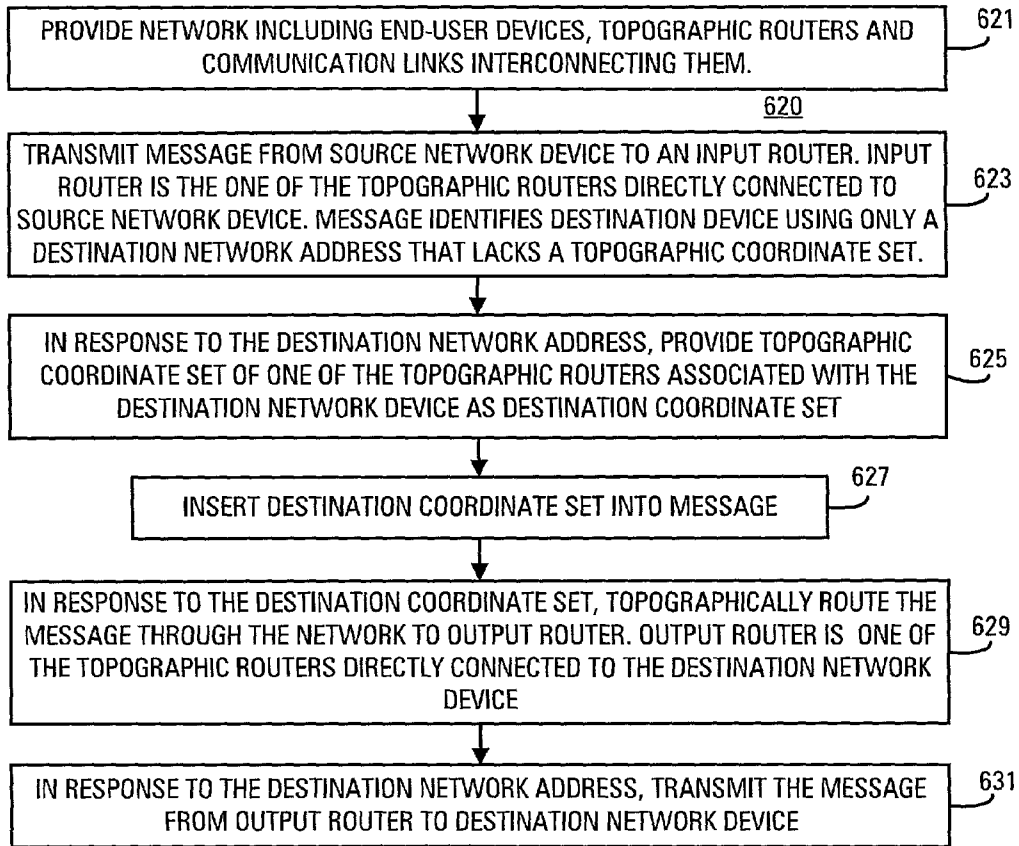 PROVIDE NETWORK INCLUDING END-USER DEVICES, TOPOGRAPHIC ROUTERS AND
COMMUNICATION LINKS INTERCONNECTING THEM.
621
620
TRANSMIT MESSAGE FROM SOURCE NETWORK DEVICE TO AN INPUT ROUTER. INPUT
ROUTER IS THE ONE OF THE TOPOGRAPHIC ROUTERS DIRECTLY CONNECTED TO
SOURCE NETWORK DEVICE. MESSAGE IDENTIFIES DESTINATION DEVICE USING ONLY A
DESTINATION NETWORK ADDRESS THAT LACKS A TOPOGRAPHIC COORDINATE SET.
623
IN RESPONSE TO THE DESTINATION NETWORK ADDRESS, PROVIDE TOPOGRAPHIC
COORDINATE SET OF ONE OF THE TOPOGRAPHIC ROUTERS ASSOCIATED WITH THE
DESTINATION NETWORK DEVICE AS DESTINATION COORDINATE SET
625
INSERT DESTINATION COORDINATE SET INTO MESSAGE
627
IN RESPONSE TO THE DESTINATION COORDINATE SET, TOPOGRAPHICALLY ROUTE THE
MESSAGE THROUGH THE NETWORK TO OUTPUT ROUTER. OUTPUT ROUTER IS ONE OF
THE TOPOGRAPHIC ROUTERS DIRECTLY CONNECTED TO THE DESTINATION NETWORK
DEVICE
629
IN RESPONSE TO THE DESTINATION NETWORK ADDRESS, TRANSMIT THE MESSAGE
FROM OUTPUT ROUTER TO DESTINATION NETWORK DEVICE
631